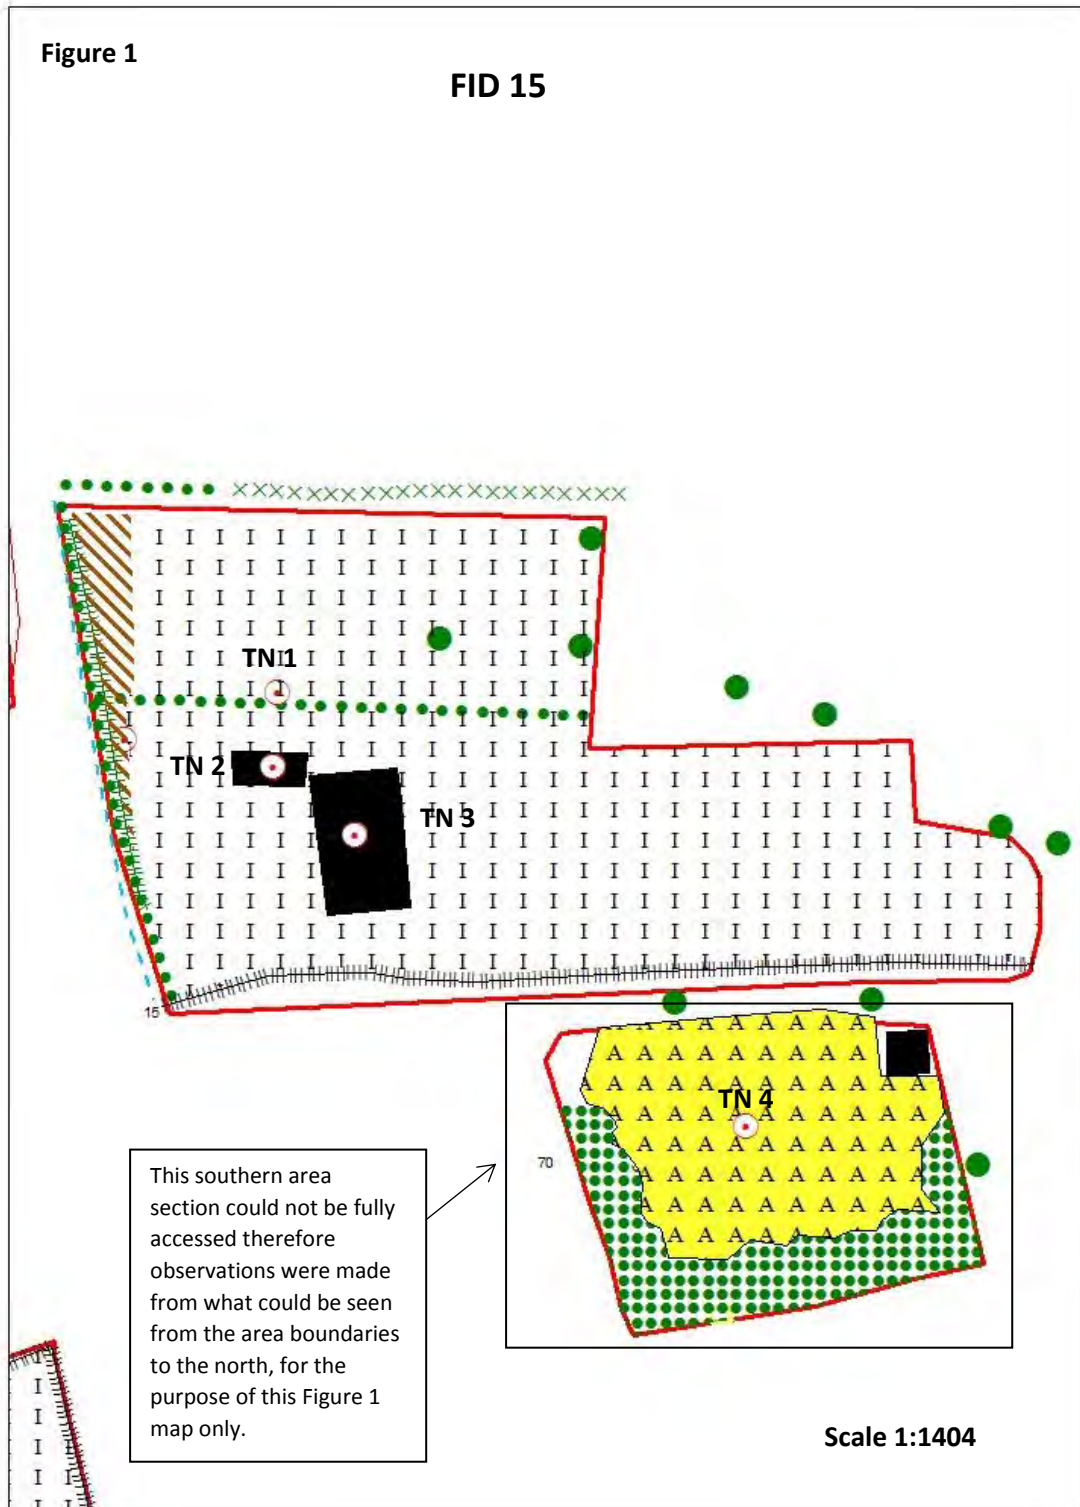 Figure 1
FID 15
TN 1
TN 2
TN 3
15
TN 4
70
This southern area
section could not be fully
accessed therefore
observations were made
from what could be seen
from the area boundaries
to the north, for the
purpose of this Figure 1
map only.
Scale 1:1404